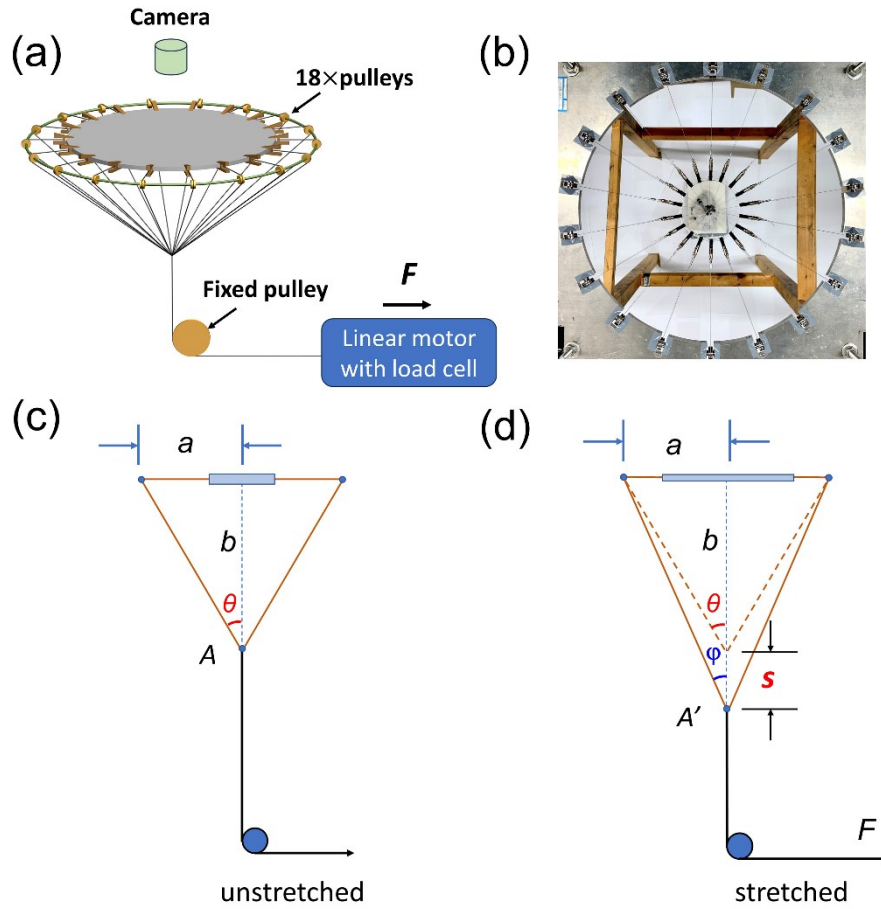 (a)
Camera
18×pulleys
Fixed pulley
F
Linear motor
with load cell
(b)
(c)
a
b
θ
A
unstretched
(d)
a
b
θ
φ
s
A′
F
stretched